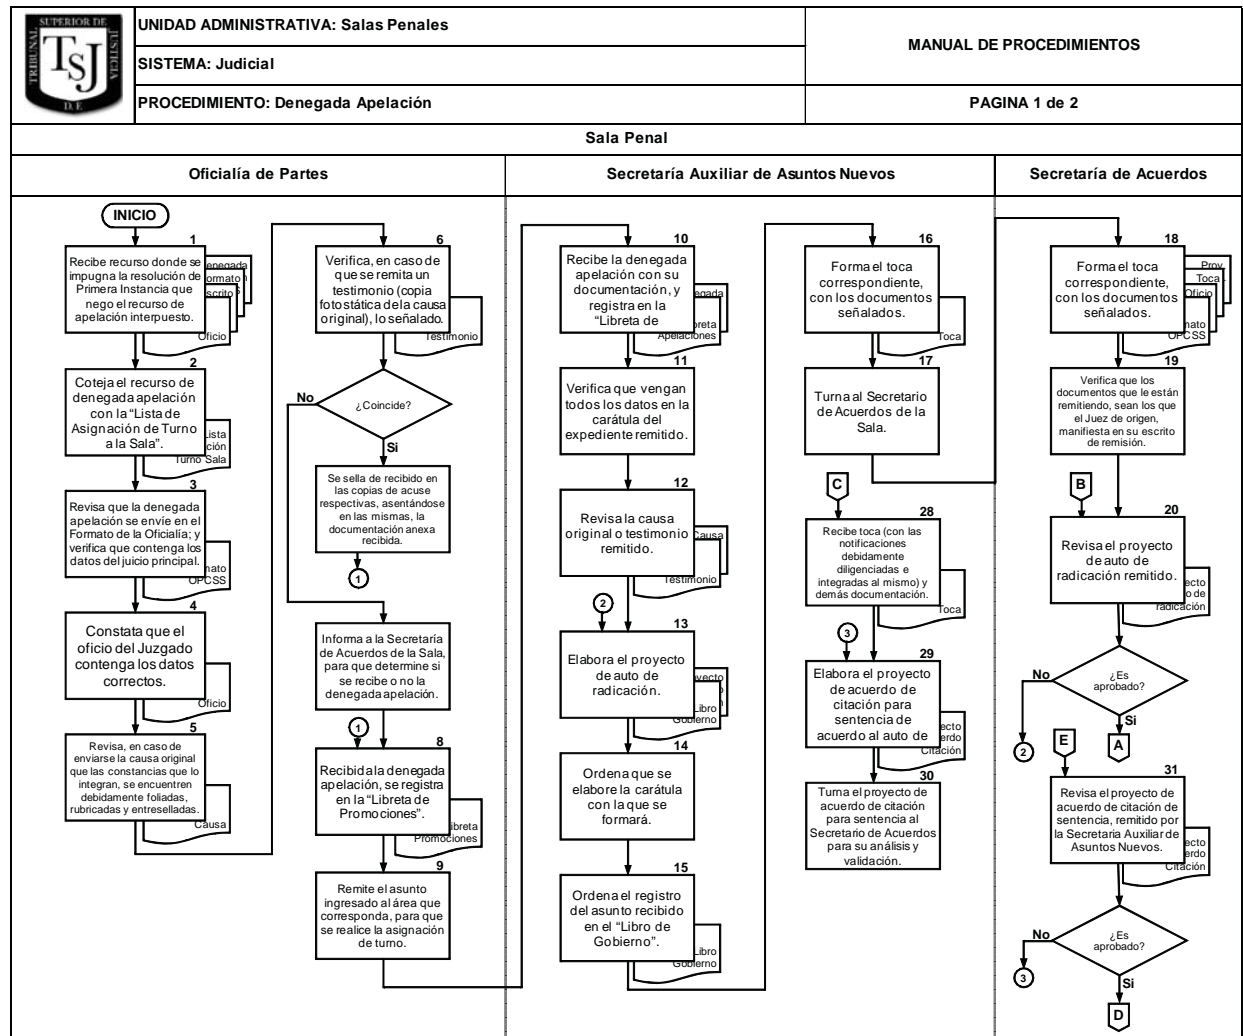 SUPERIOR DE
TRIBUNAL
JUSTICIA
TSJ
D. F.
UNIDAD ADMINISTRATIVA: Salas Penales
SISTEMA: Judicial
PROCEDIMIENTO: Denegada Apelación
MANUAL DE PROCEDIMIENTOS
PAGINA 1 de 2
Sala Penal
Oficialía de Partes
Secretaría Auxiliar de Asuntos Nuevos
Secretaría de Acuerdos
INICIO
1
Recibe recurso donde se
impugna la resolución de
Primera Instancia que
nego el recurso de
apelación interpuesto.
Oficio
2
Coteja el recurso de
denegada apelación
con la “Lista de
Asignación de Turno
a la Sala”.
Lista
Turno Sala
3
Revisa que la denegada
apelación se envíe en el
Formato de la Oficialía; y
verifica que contenga los
datos del juicio principal.
OPCSS
4
Constata que el
oficio del Juzgado
contenga los datos
correctos.
Oficio
5
Revisa, en caso de
enviarse la causa original
que las constancias que lo
integran, se encuentren
debidamente foliadas,
rubricadas y entreselladas.
Causa
6
Verifica, en caso de
que se remita un
testimonio (copia
fotostática de la causa
original), lo señalado.
Testimonio
¿Coincide?
No
Si
Se sella de recibido en
las copias de acuse
respectivas, asentándose
en las mismas, la
documentación anexa
recibida.
1
Informa a la Secretaría
de Acuerdos de la Sala,
para que determine si
se recibe o no la
denegada apelación.
1
8
Recibida la denegada
apelación, se registra
en la “Libreta de
Promociones”.
Promociones
9
Remite el asunto
ingresado al área que
corresponda, para que
se realice la asignación
de turno.
10
Recibe la denegada
apelación con su
documentación, y
registra en la
“Libreta de
Apelaciones
11
Verifica que vengan
todos los datos en la
carátula del
expediente remitido.
12
Revisa la causa
original o testimonio
remitido.
Causa
Testimonio
2
13
Elabora el proyecto
de auto de
radicación.
Libro
Gobierno
14
Ordena que se
elabore la carátula
con la que se
formará.
15
Ordena el registro
del asunto recibido
en el “Libro de
Gobierno”.
Libro
Gobierno
16
Forma el toca
correspondiente,
con los documentos
señalados.
Toca
17
Turna al Secretario
de Acuerdos de la
Sala.
C
28
Recibe toca (con las
notificaciones
debidamente
diligenciadas e
integradas al mismo) y
demás documentación.
Toca
3
29
Elabora el proyecto
de acuerdo de
citación para
sentencia de
acuerdo al auto de
Citación
30
Turna el proyecto de
acuerdo de citación
para sentencia al
Secretario de Acuerdos
para su análisis y
validación.
18
Forma el toca
correspondiente,
con los documentos
señalados.
Prov
Toca
Oficio
OPCSS
19
Verifica que los
documentos que le están
remitiendo, sean los que
el Juez de origen,
manifiesta en su escrito
de remisión.
B
20
Revisa el proyecto
de auto de
radicación remitido.
radicación
¿Es
aprobado?
No
Si
2
A
E
31
Revisa el proyecto de
acuerdo de citación de
sentencia, remitido por
la Secretaria Auxiliar de
Asuntos Nuevos.
Citación
¿Es
aprobado?
No
Si
3
D